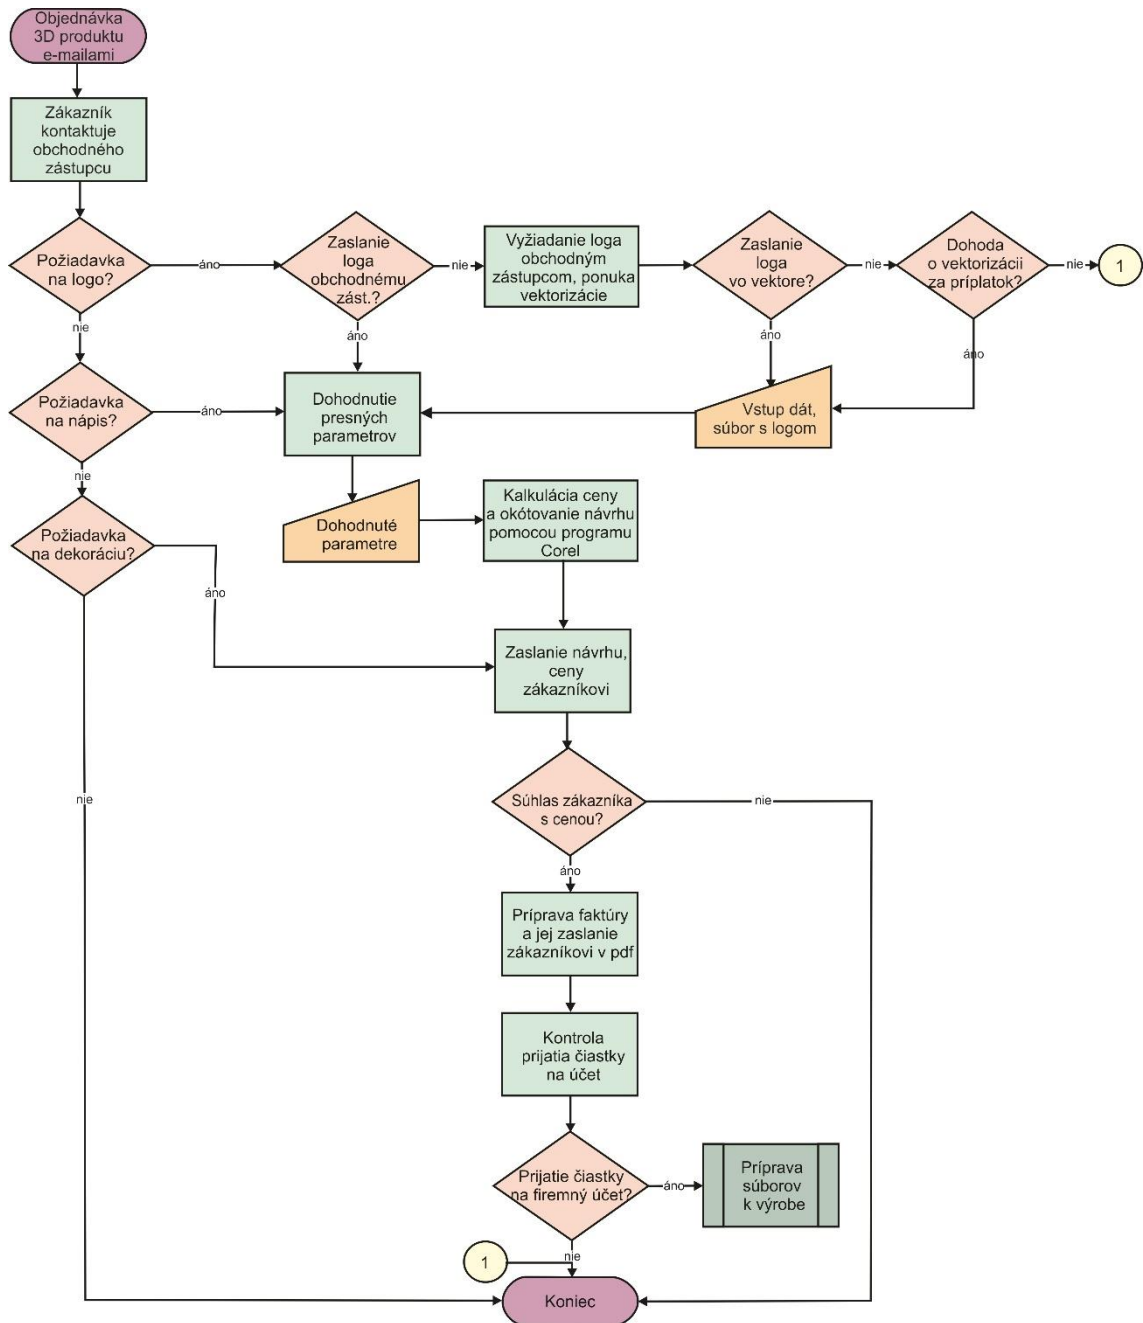 Objednávka
3D produktu
e-mailami
Zákazník
kontaktuje
obchodného
zástupcu
Požiadavka
na logo?
áno
Zaslanie
loga
obchodnému
zást.?
nie
Vyžiadanie loga
obchodným
zástupcom, ponuka
vektorizácie
Zaslanie
loga
vo vektore?
nie
Dohoda
o vektorizácii
za príplatok?
nie
1
nie
áno
áno
áno
Požiadavka
na nápis?
áno
Dohodnutie
presných
parametrov
Vstup dát,
súbor s logom
nie
Požiadavka
na dekoráciu?
Dohodnuté
parametre
Kalkulácia ceny
a okótovanie návrhu
pomocou programu
Corel
áno
Zaslanie návrhu,
ceny
zákazníkovi
nie
Súhlas zákazníka
s cenou?
nie
áno
Príprava faktúry
a jej zaslanie
zákazníkovi v pdf
Kontrola
prijatia čiastky
na účet
Prijatie čiastky
na firemný účet?
áno
Príprava
súborov
k výrobe
nie
1
Koniec